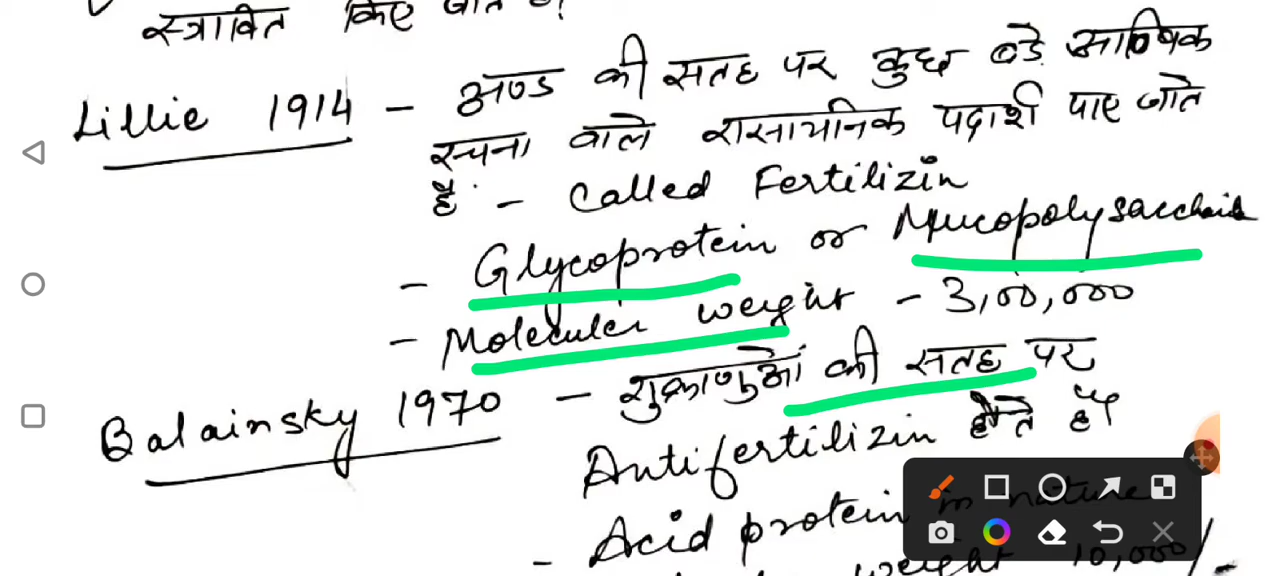 स्त्रावित किए जाते है।
Lillie 1914 - अण्ड की सतह पर कुछ बड़े आण्विक
रचना वाले रासायनिक पदार्थ पाए जाते
हैं - Called Fertilizin
- Glycoprotein or Mucopolysacchaide
- Molecular weight - 3,00,000
Balainsky 1970 - शुक्राणुओं की सतह पर
Antifertilizin होते हैं
- Acid protein in nature
weight 10,000/-